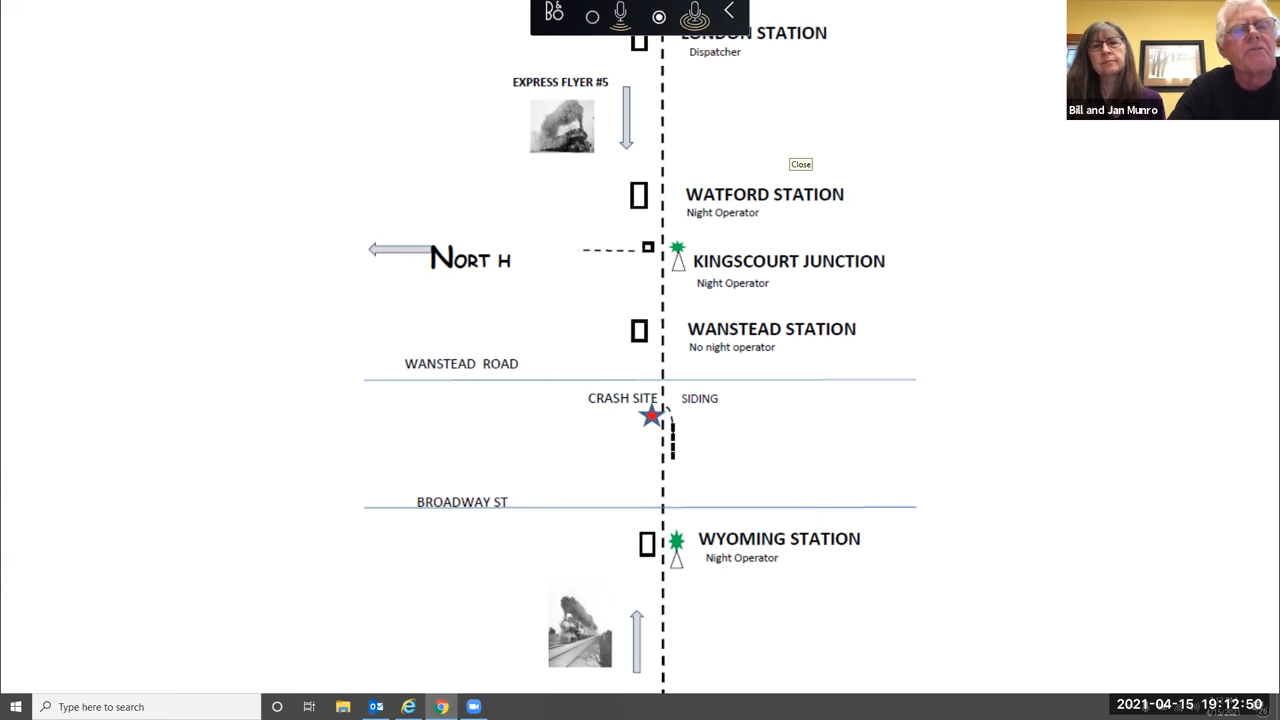 B&O
LONDON STATION
Dispatcher
EXPRESS FLYER #5
Bill and Jan Munro
Close
WATFORD STATION
Night Operator
NORT H
KINGSCOURT JUNCTION
Night Operator
WANSTEAD STATION
No night operator
WANSTEAD ROAD
CRASH SITE
SIDING
BROADWAY ST
WYOMING STATION
Night Operator
Type here to search
2021-04-15 19:12:50